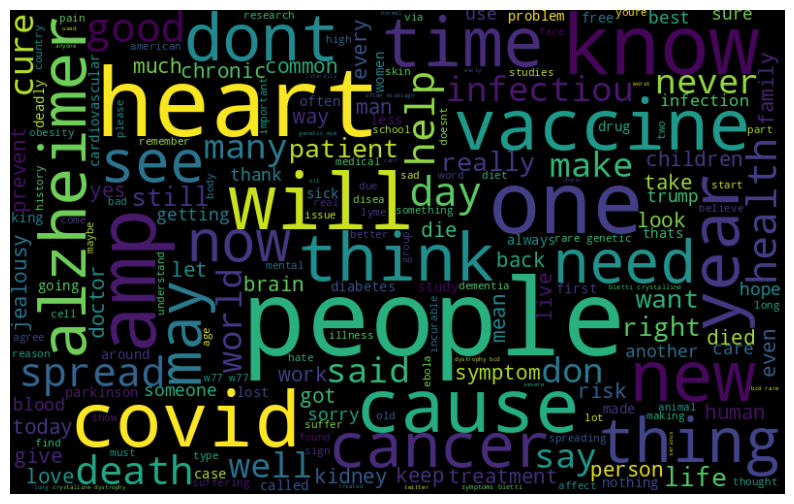 cure
pain
used
country
anyone
american
good
dont
research
normal
high
via
time
use
problem
free
youre
best
sure
know
every
much
chronic
common
women
face
skin
studies
never
deadly
alzheimer
cardiovascular
please
literally
important
heart
often misdiagn
early
infectiou
infection
family
prevent
obesity
remember
often
man
less
help
doesnt
vaccine
drug
two
worst
part
see
many
way
school
patient
genetic eye
really
make
children
health
history
yes
still
thank
medical
word
diet
take
start
king
bad
body
sick
real
due
sad
day
one
trump
year
jealousy
come
getting
will
issue
disea
lyme
something
look
believe
amp
now
better
group
die
always
rare genetic
thats
maybe
let
mental
think
back
need
hope
going
doctor
world
brain
diabetes
study
dementia
bietti crystalline
long
cell
understand
may
age
people
live
first
want
mean
agree
illness
incurable
right
died
even
reason
around
hate
ebola
dystrophy bcd
another
care
spread
parkinson
w77 w77
lost
work
said
symptom
don
risk
new
bcd rare
severe
blood
someone
got
cause
lot
made
animal
making
human
today
show
covid
sorry
old
suffer
thing
find
must
found
cancer
spreading
give
type
sign
say
person
serious
love
death
case
well
kidney
keep
treatment
life
suffering
called
affect
nothing
thought
lung
crystalline dystrophy
treated
twitter
symptoms bietti